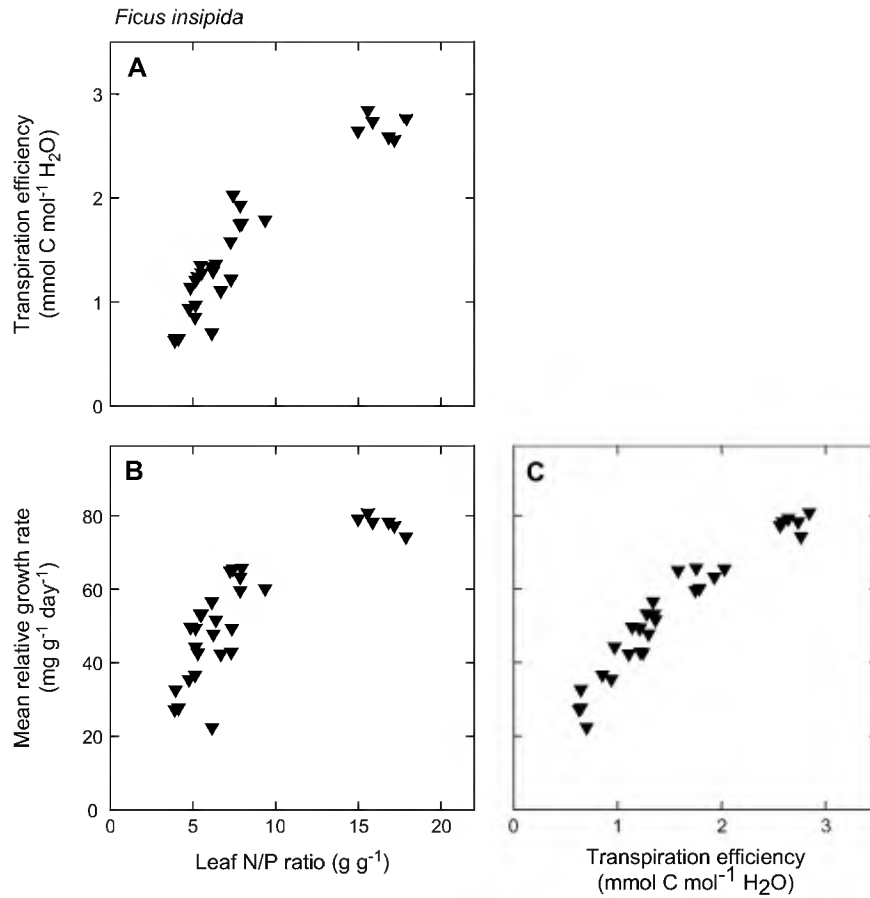 Ficus insipida
A
3
2
1
0
Transpiration efficiency
(mmol C mol⁻¹ H₂O)
B
80
60
40
20
0
Mean relative growth rate
(mg g⁻¹ day⁻¹)
0 5 10 15 20
Leaf N/P ratio (g g⁻¹)
C
0 1 2 3
Transpiration efficiency
(mmol C mol⁻¹ H₂O)